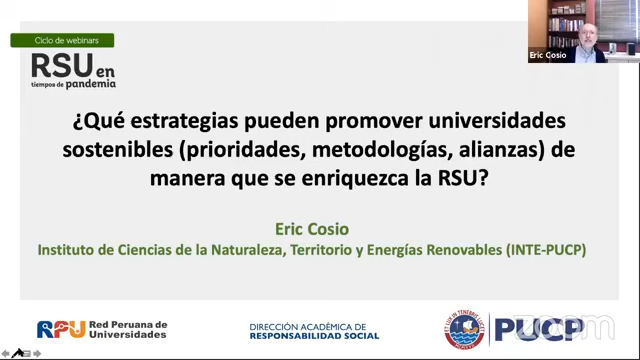 Ciclo de webinars
RSU en
tiempos de pandemia
Eric Cosio
¿Qué estrategias pueden promover universidades
sostenibles (prioridades, metodologías, alianzas) de
manera que se enriquezca la RSU?
Eric Cosio
Instituto de Ciencias de la Naturaleza, Territorio y Energías Renovables (INTE-PUCP)
RPU Red Peruana de
Universidades
DIRECCIÓN ACADÉMICA DE
RESPONSABILIDAD SOCIAL
PUCP
zoom